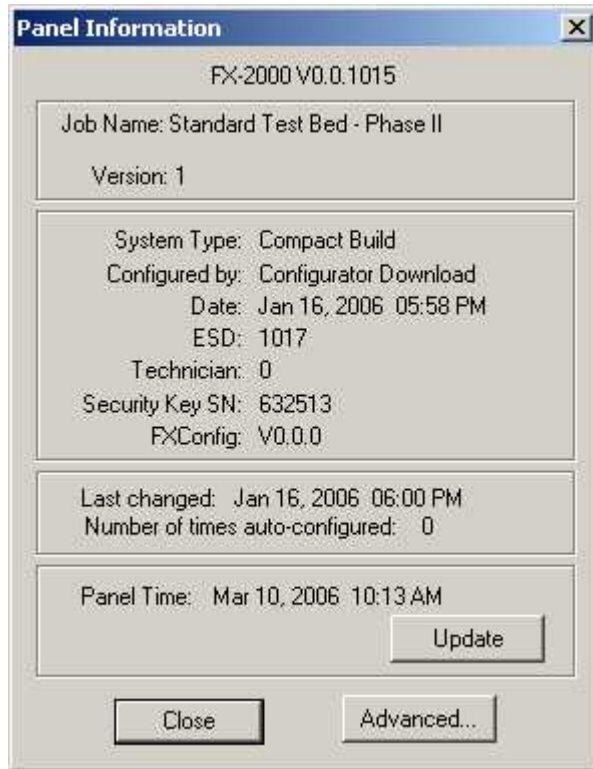 Panel Information
FX-2000 V0.0.1015
Job Name: Standard Test Bed - Phase II
Version: 1
System Type: Compact Build
Configured by: Configurator Download
Date: Jan 16, 2006 05:58 PM
ESD: 1017
Technician: 0
Security Key SN: 632513
FXConfig: V0.0.0
Last changed: Jan 16, 2006 06:00 PM
Number of times auto-configured: 0
Panel Time: Mar 10, 2006 10:13 AM
Update
Close Advanced...